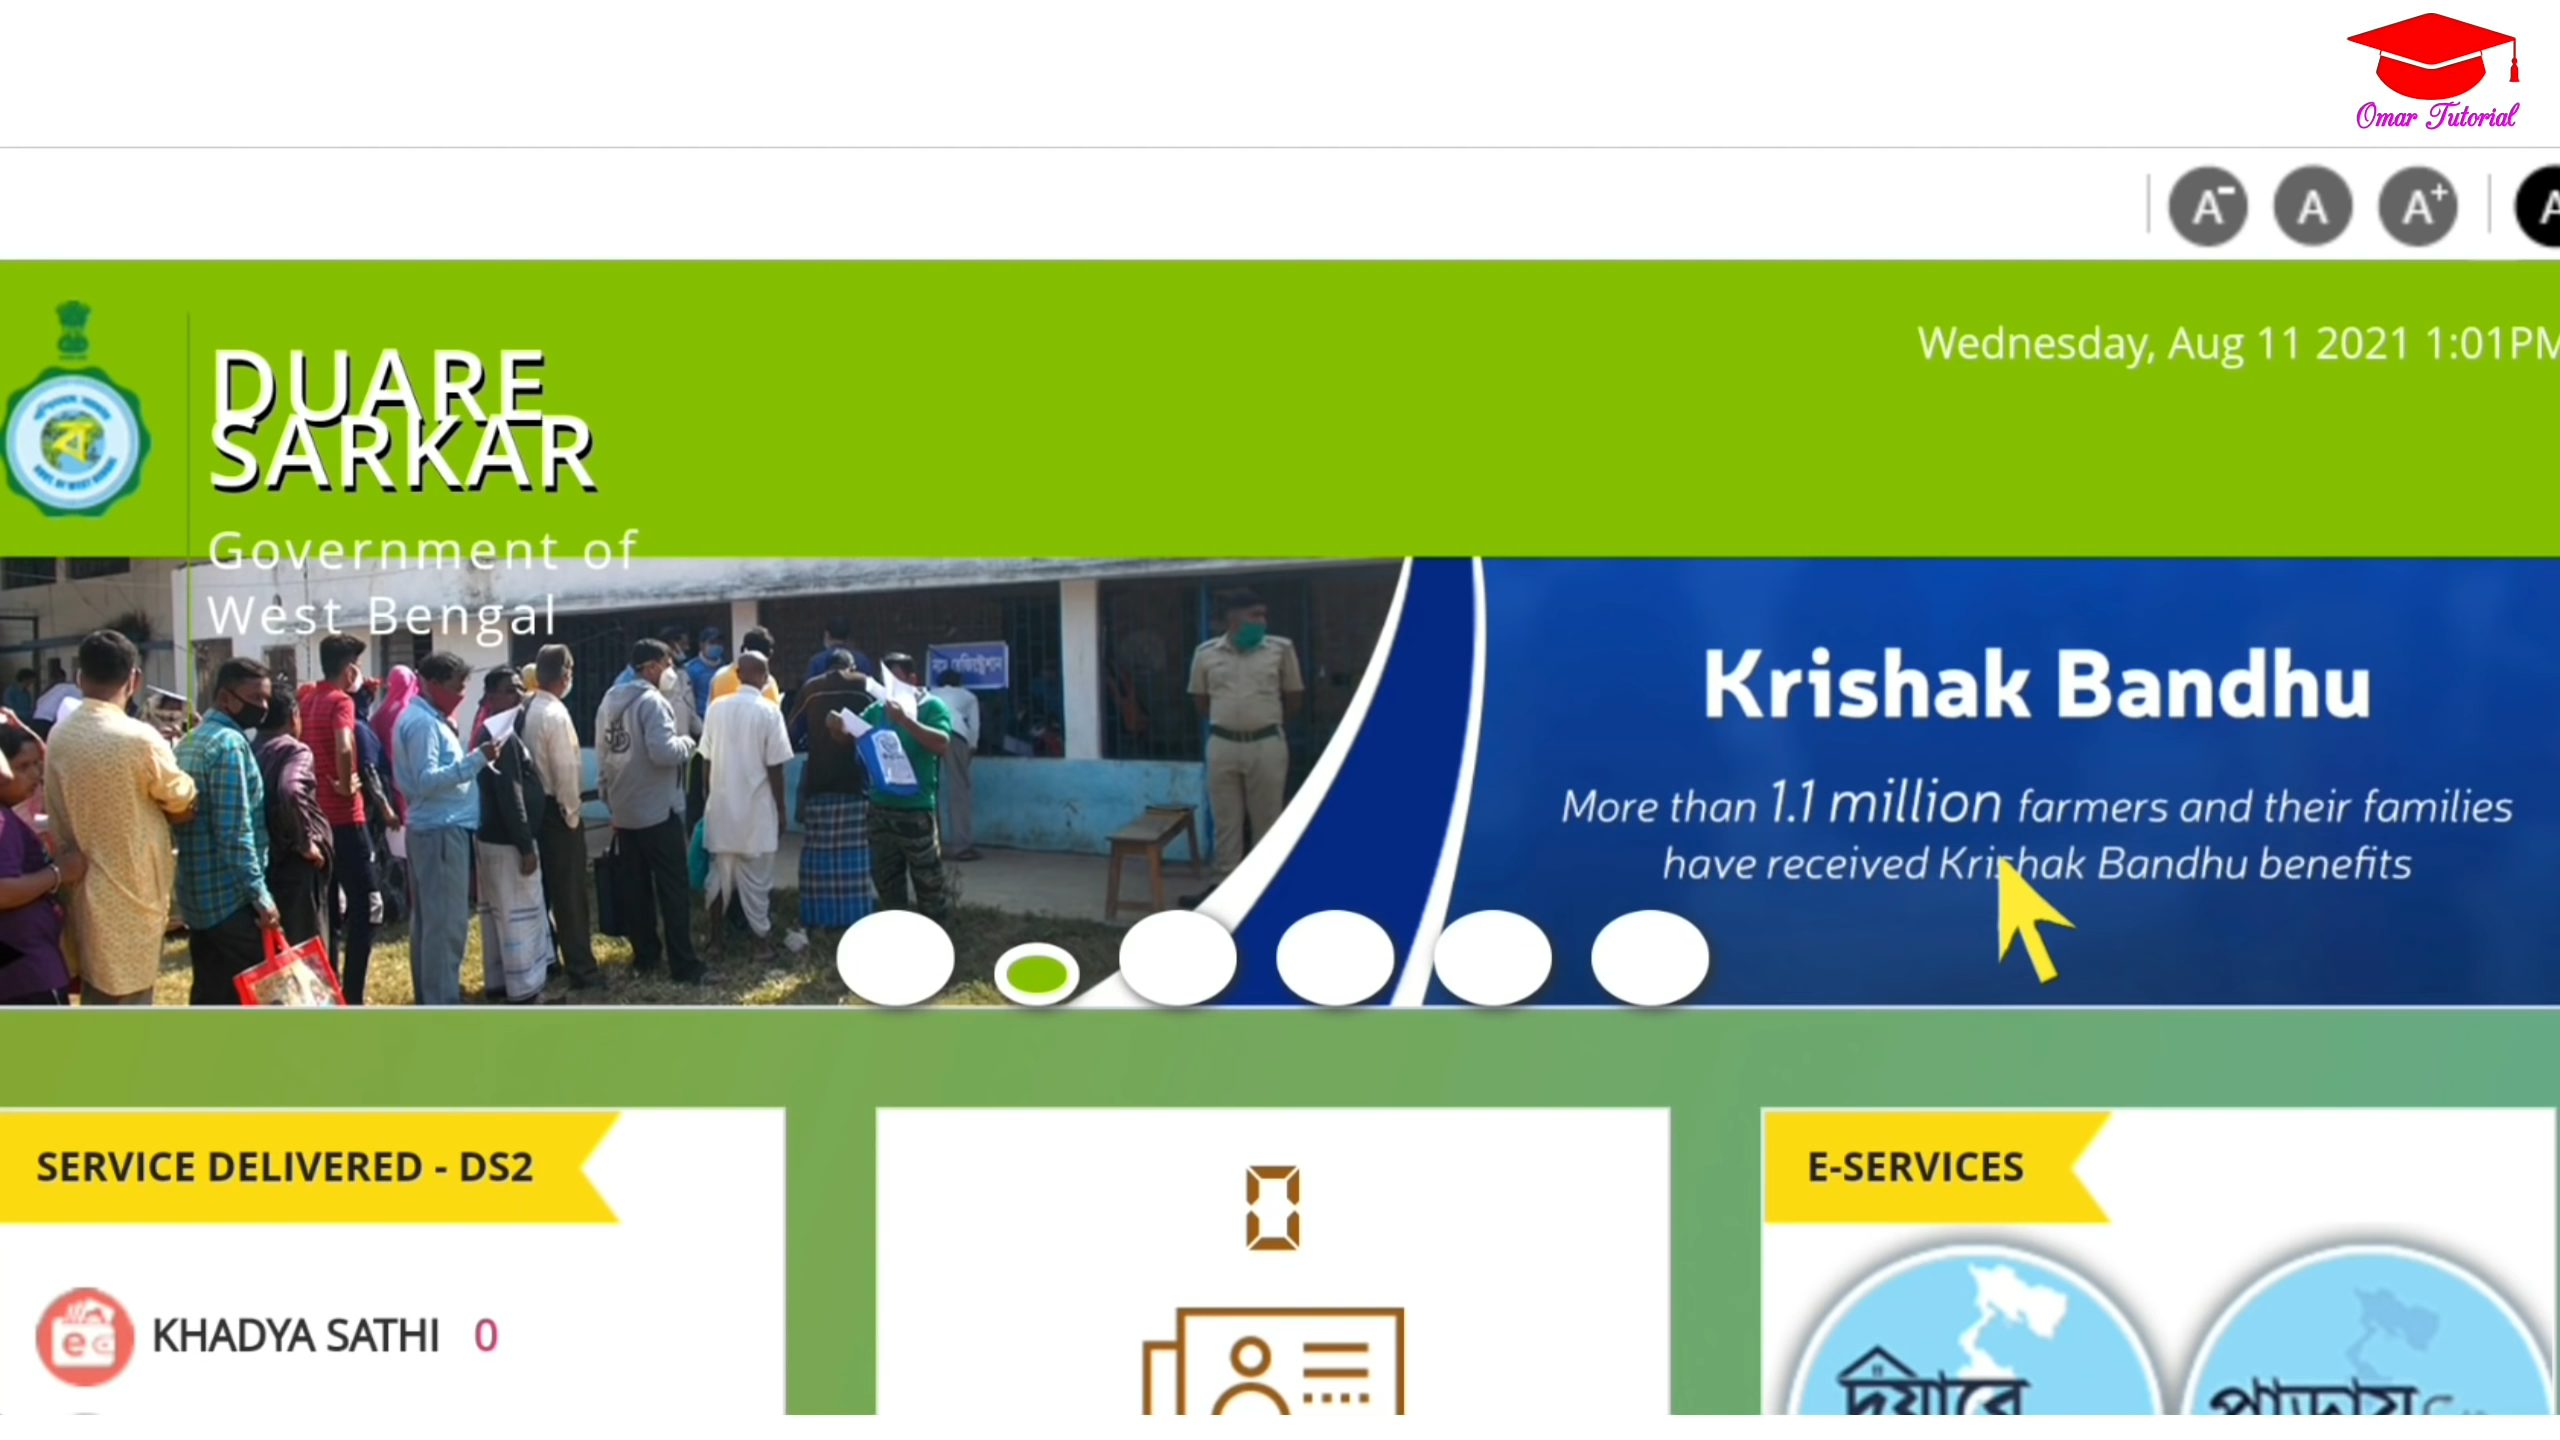 Omar Tutorial
A- A A+ A
Wednesday, Aug 11 2021 1:01PM
DUARE
SARKAR
Government of
West Bengal
Krishak Bandhu
More than 1.1 million farmers and their families
have received Krishak Bandhu benefits
SERVICE DELIVERED - DS2
0
E-SERVICES
KHADYA SATHI 0
দুয়ারে
পাড়ায়